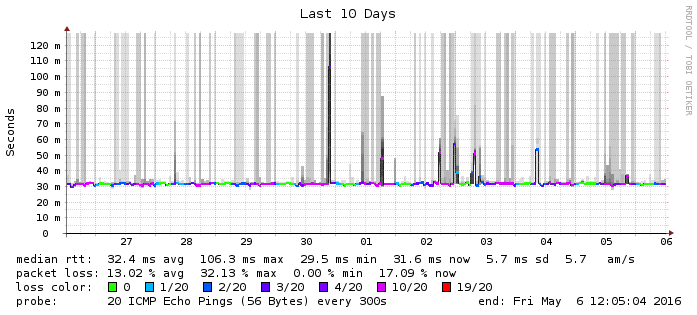 Last 10 Days
RRDTOOL / TOBI OETIKER
Seconds
120 m
110 m
100 m
90 m
80 m
70 m
60 m
50 m
40 m
30 m
20 m
10 m
0
27 28 29 30 01 02 03 04 05 06
median rtt: 32.4 ms avg 106.3 ms max 29.5 ms min 31.6 ms now 5.7 ms sd 5.7 am/s
packet loss: 13.02 % avg 32.13 % max 0.00 % min 17.09 % now
loss color: 0 1/20 2/20 3/20 4/20 10/20 19/20
probe: 20 ICMP Echo Pings (56 Bytes) every 300s end: Fri May 6 12:05:04 2016